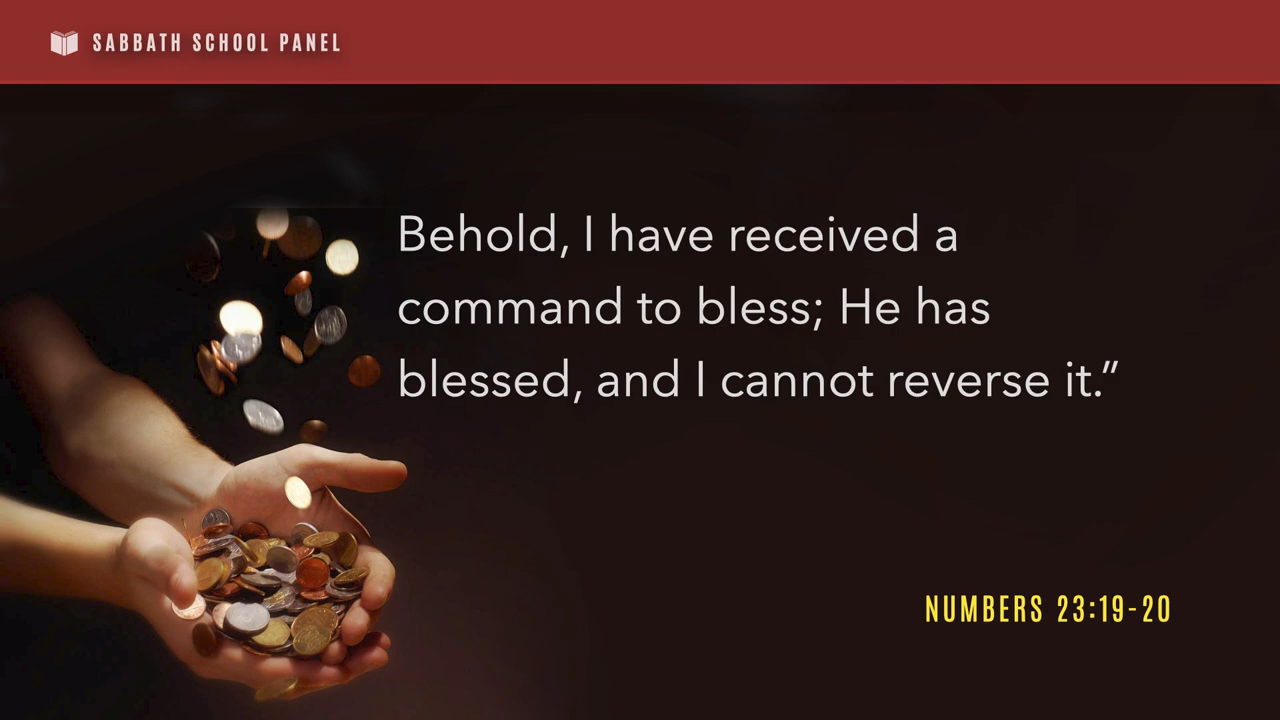 SABBATH SCHOOL PANEL
Behold, I have received a
command to bless; He has
blessed, and I cannot reverse it.”
NUMBERS 23:19-20